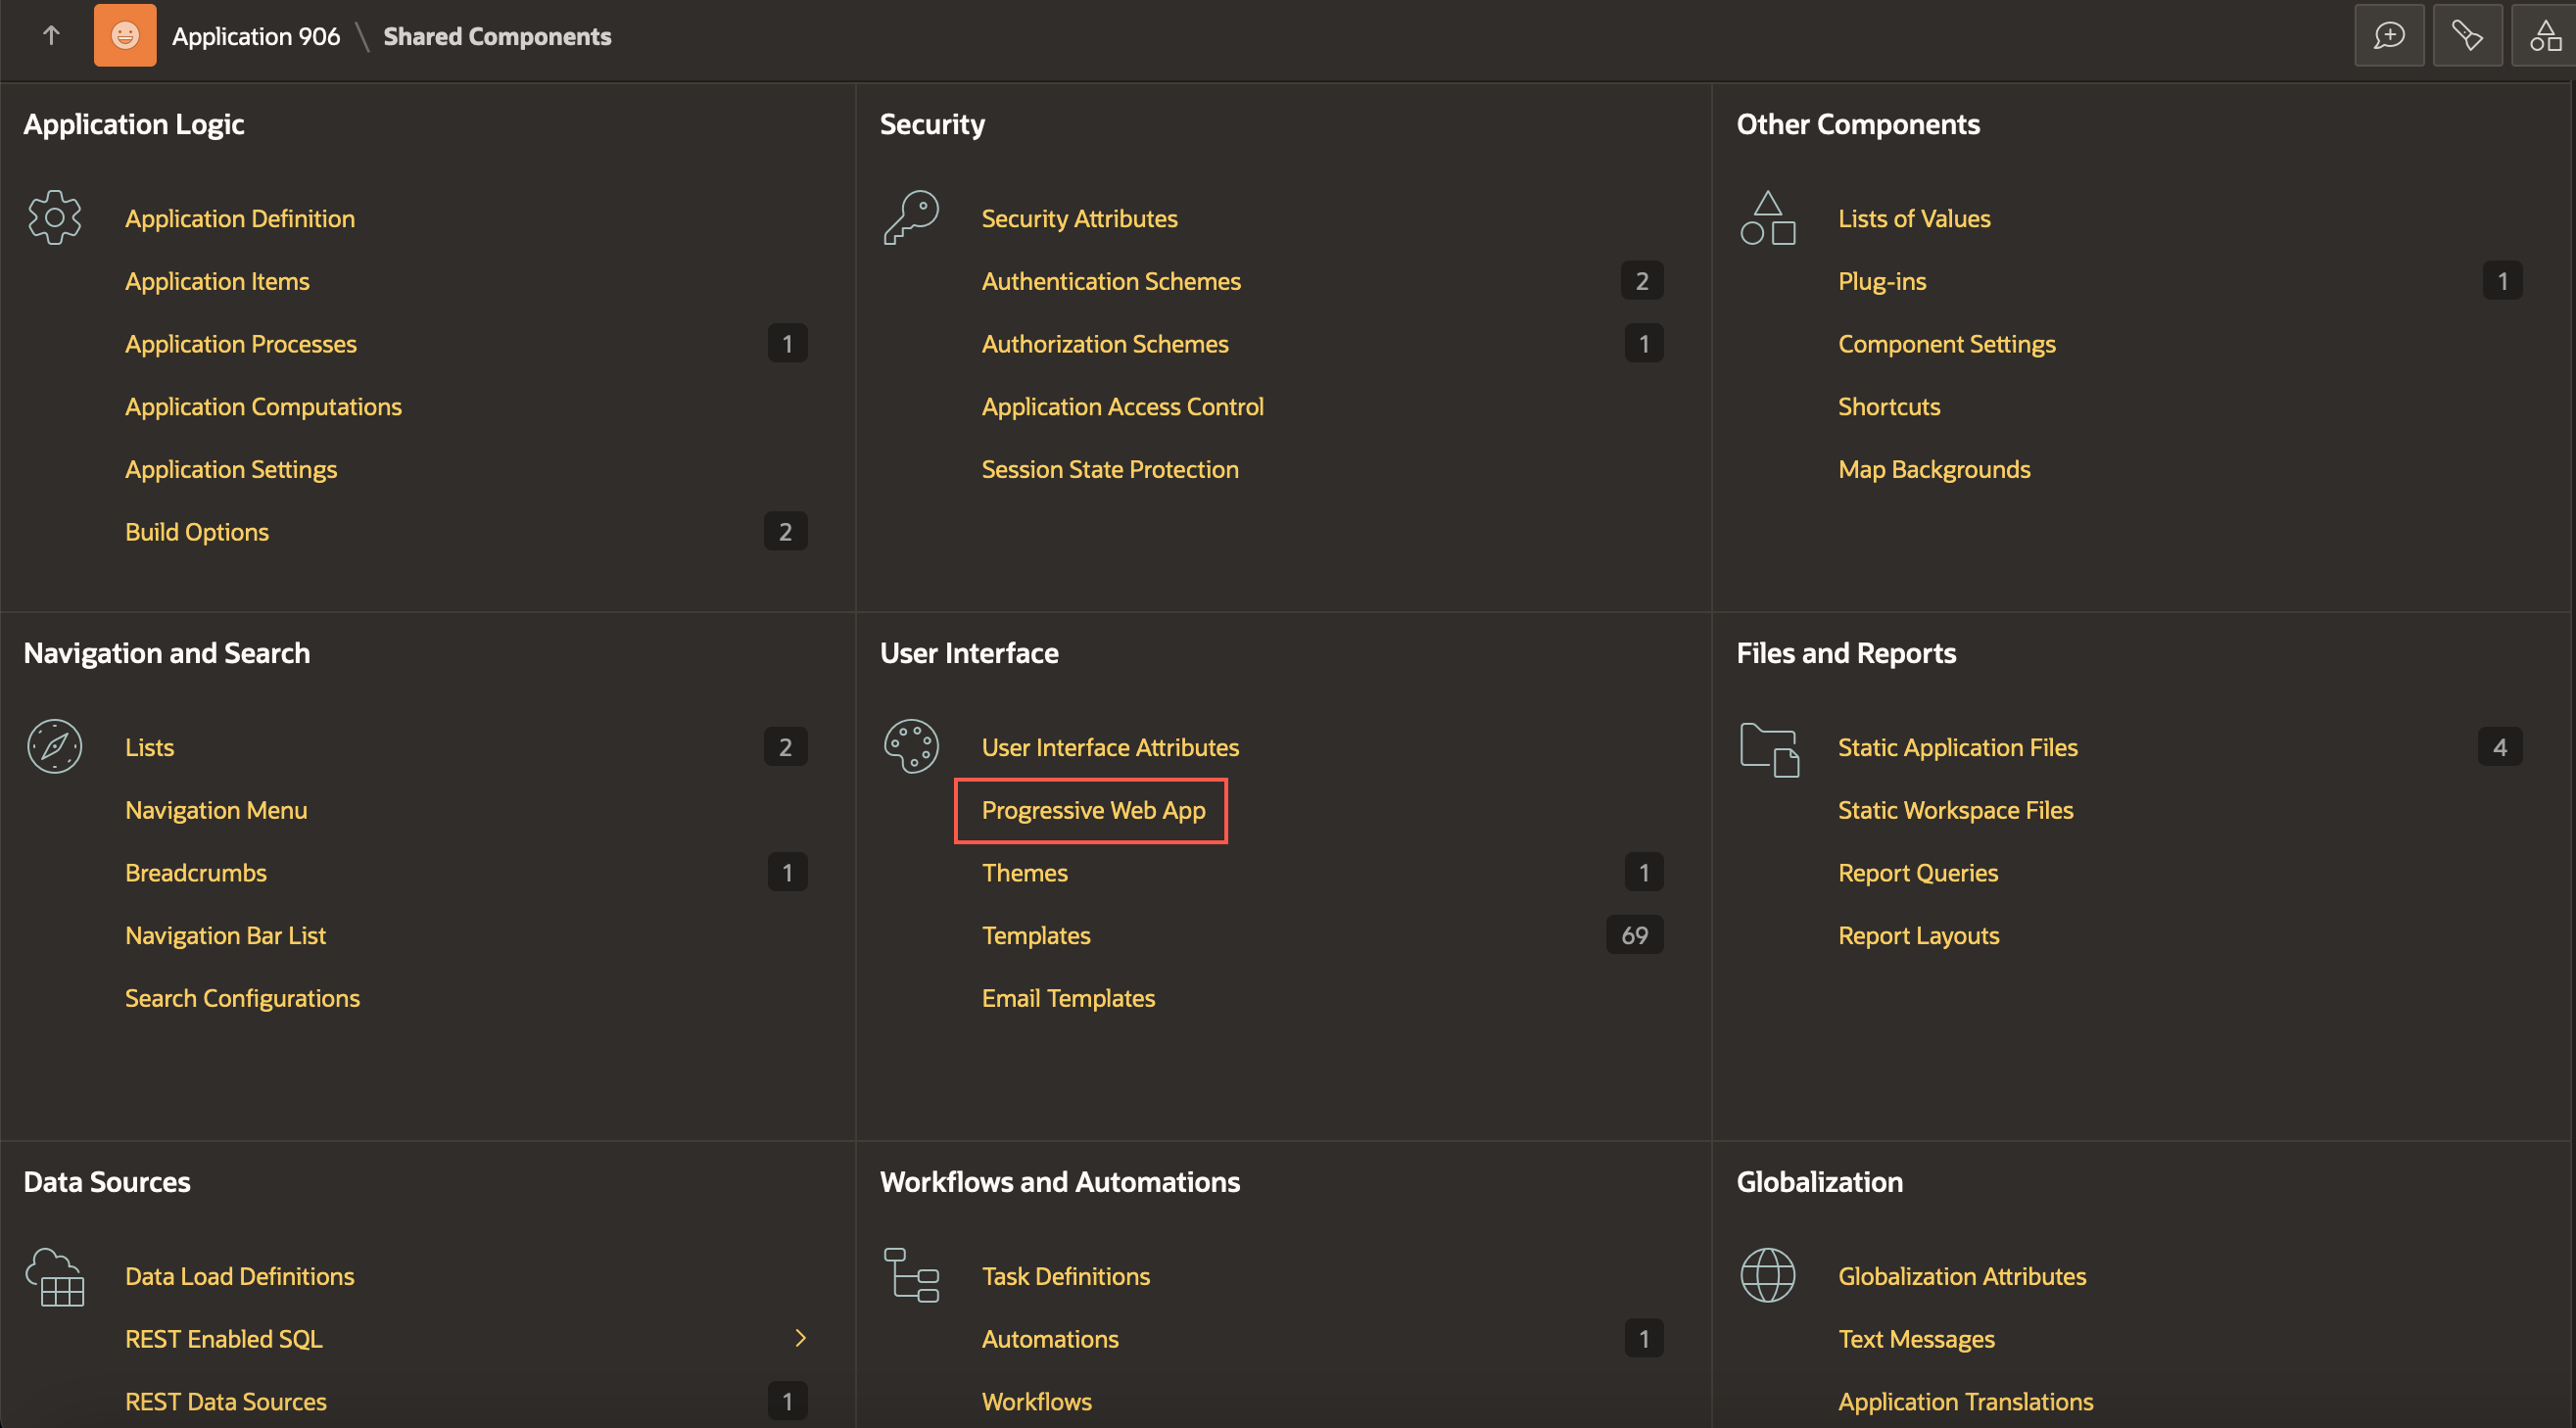 Application 906 \ Shared Components
Application Logic
Application Definition
Application Items
Application Processes 1
Application Computations
Application Settings
Build Options 2
Security
Security Attributes
Authentication Schemes 2
Authorization Schemes 1
Application Access Control
Session State Protection
Other Components
Lists of Values
Plug-ins 1
Component Settings
Shortcuts
Map Backgrounds
Navigation and Search
Lists 2
Navigation Menu
Breadcrumbs 1
Navigation Bar List
Search Configurations
User Interface
User Interface Attributes
Progressive Web App
Themes 1
Templates 69
Email Templates
Files and Reports
Static Application Files 4
Static Workspace Files
Report Queries
Report Layouts
Data Sources
Data Load Definitions
REST Enabled SQL
REST Data Sources 1
Workflows and Automations
Task Definitions
Automations 1
Workflows
Globalization
Globalization Attributes
Text Messages
Application Translations